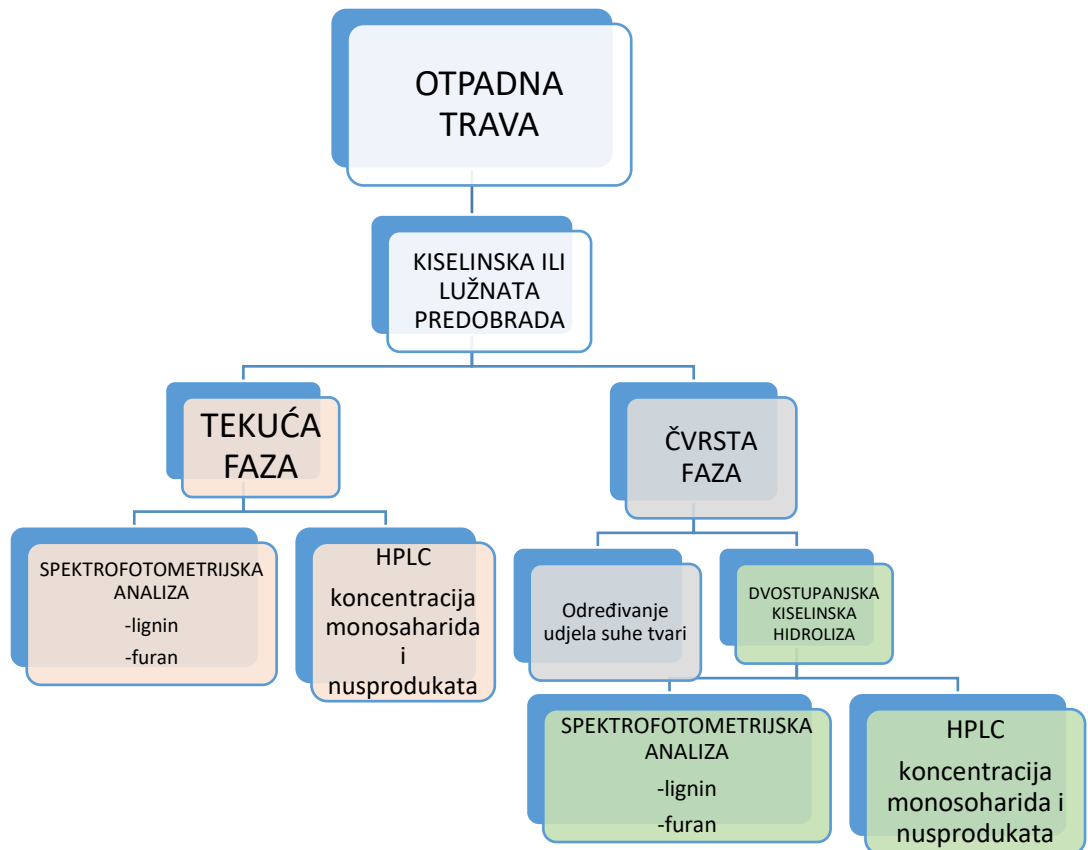 OTPADNA
TRAVA
KISELINSKA ILI
LUŽNATA
PREDOBRADA
TEKUĆA
FAZA
ČVRSTA
FAZA
SPEKTROFOTOMETRIJSKA
ANALIZA
-lignin
-furan
HPLC
koncentracija
monosaharida
i
nusprodukata
Određivanje
udjela suhe tvari
DVOSTUPANJSKA
KISELINSKA
HIDROLIZA
SPEKTROFOTOMETRIJSKA
ANALIZA
-lignin
-furan
HPLC
koncentracija
monosoharida i
nusprodukata